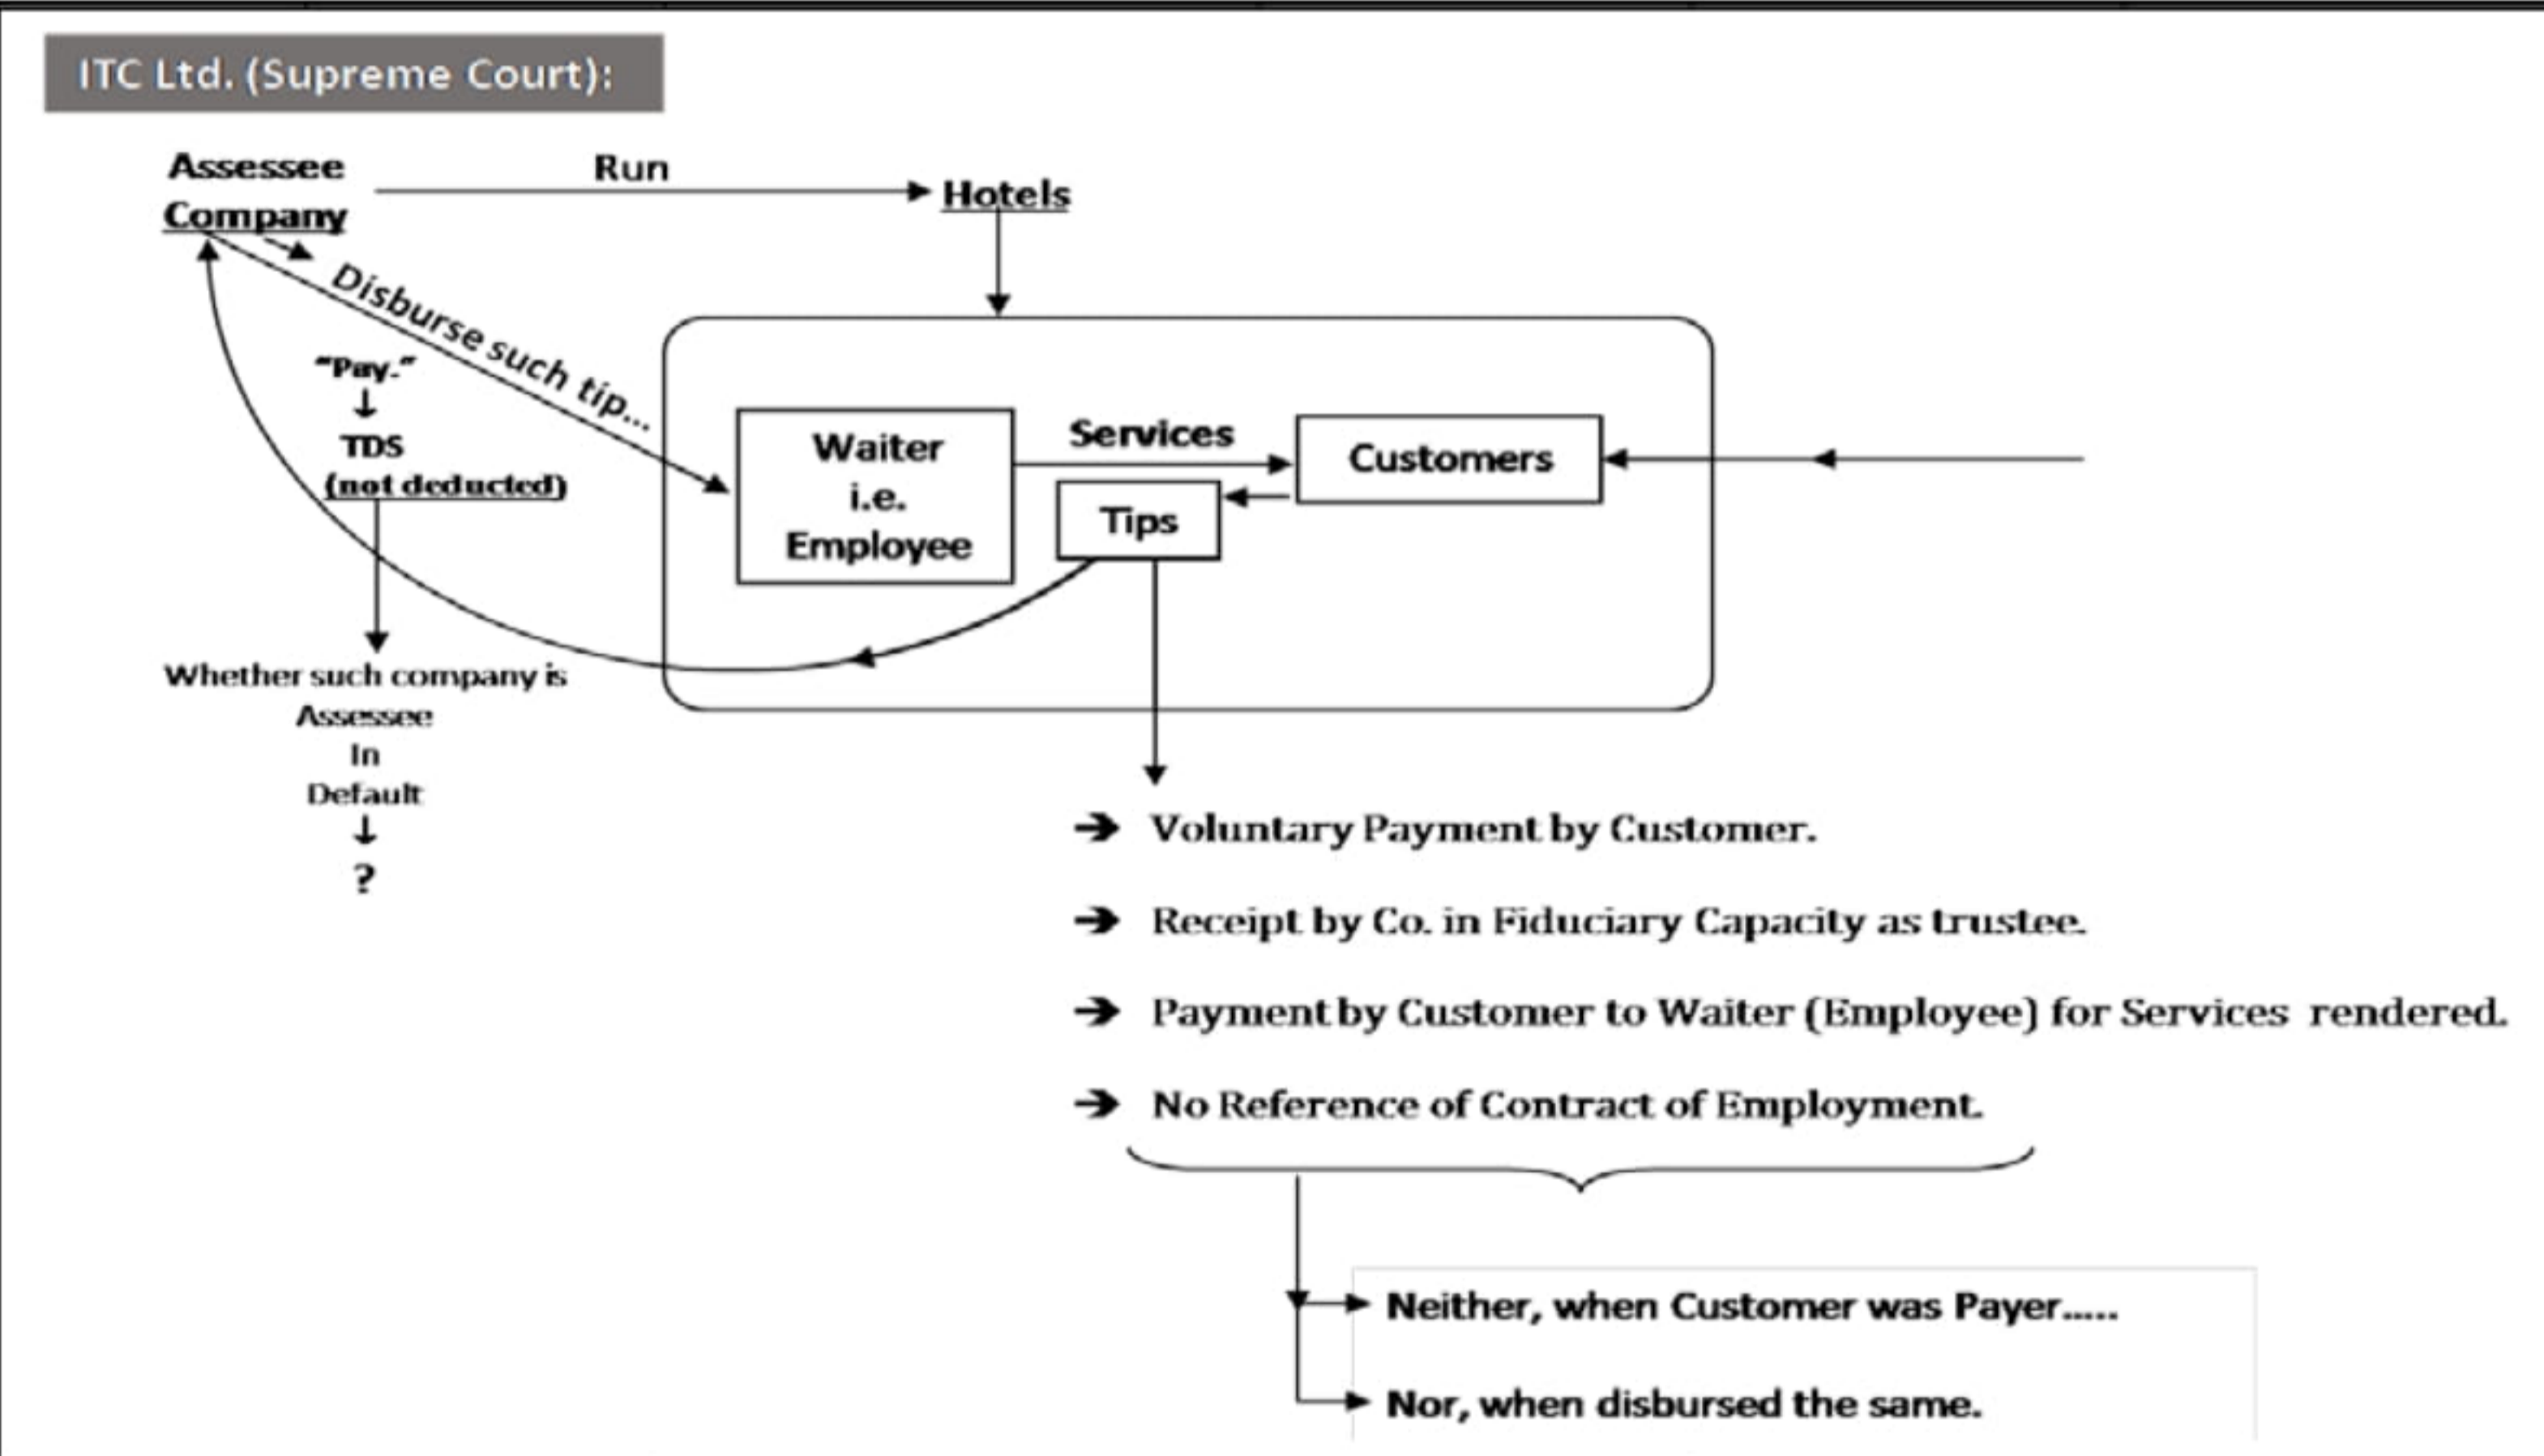 ITC Ltd. (Supreme Court):
Assessee
Company
Run
Hotels
Disburse such tip...
"Pay."
↓
TDS
(not deducted)
Whether such company is
Assessee
In
Default
↓
?
Waiter
i.e.
Employee
Services
Customers
Tips
➔ Voluntary Payment by Customer.
➔ Receipt by Co. in Fiduciary Capacity as trustee.
➔ Payment by Customer to Waiter (Employee) for Services rendered.
➔ No Reference of Contract of Employment.
Neither, when Customer was Payer.....
Nor, when disbursed the same.